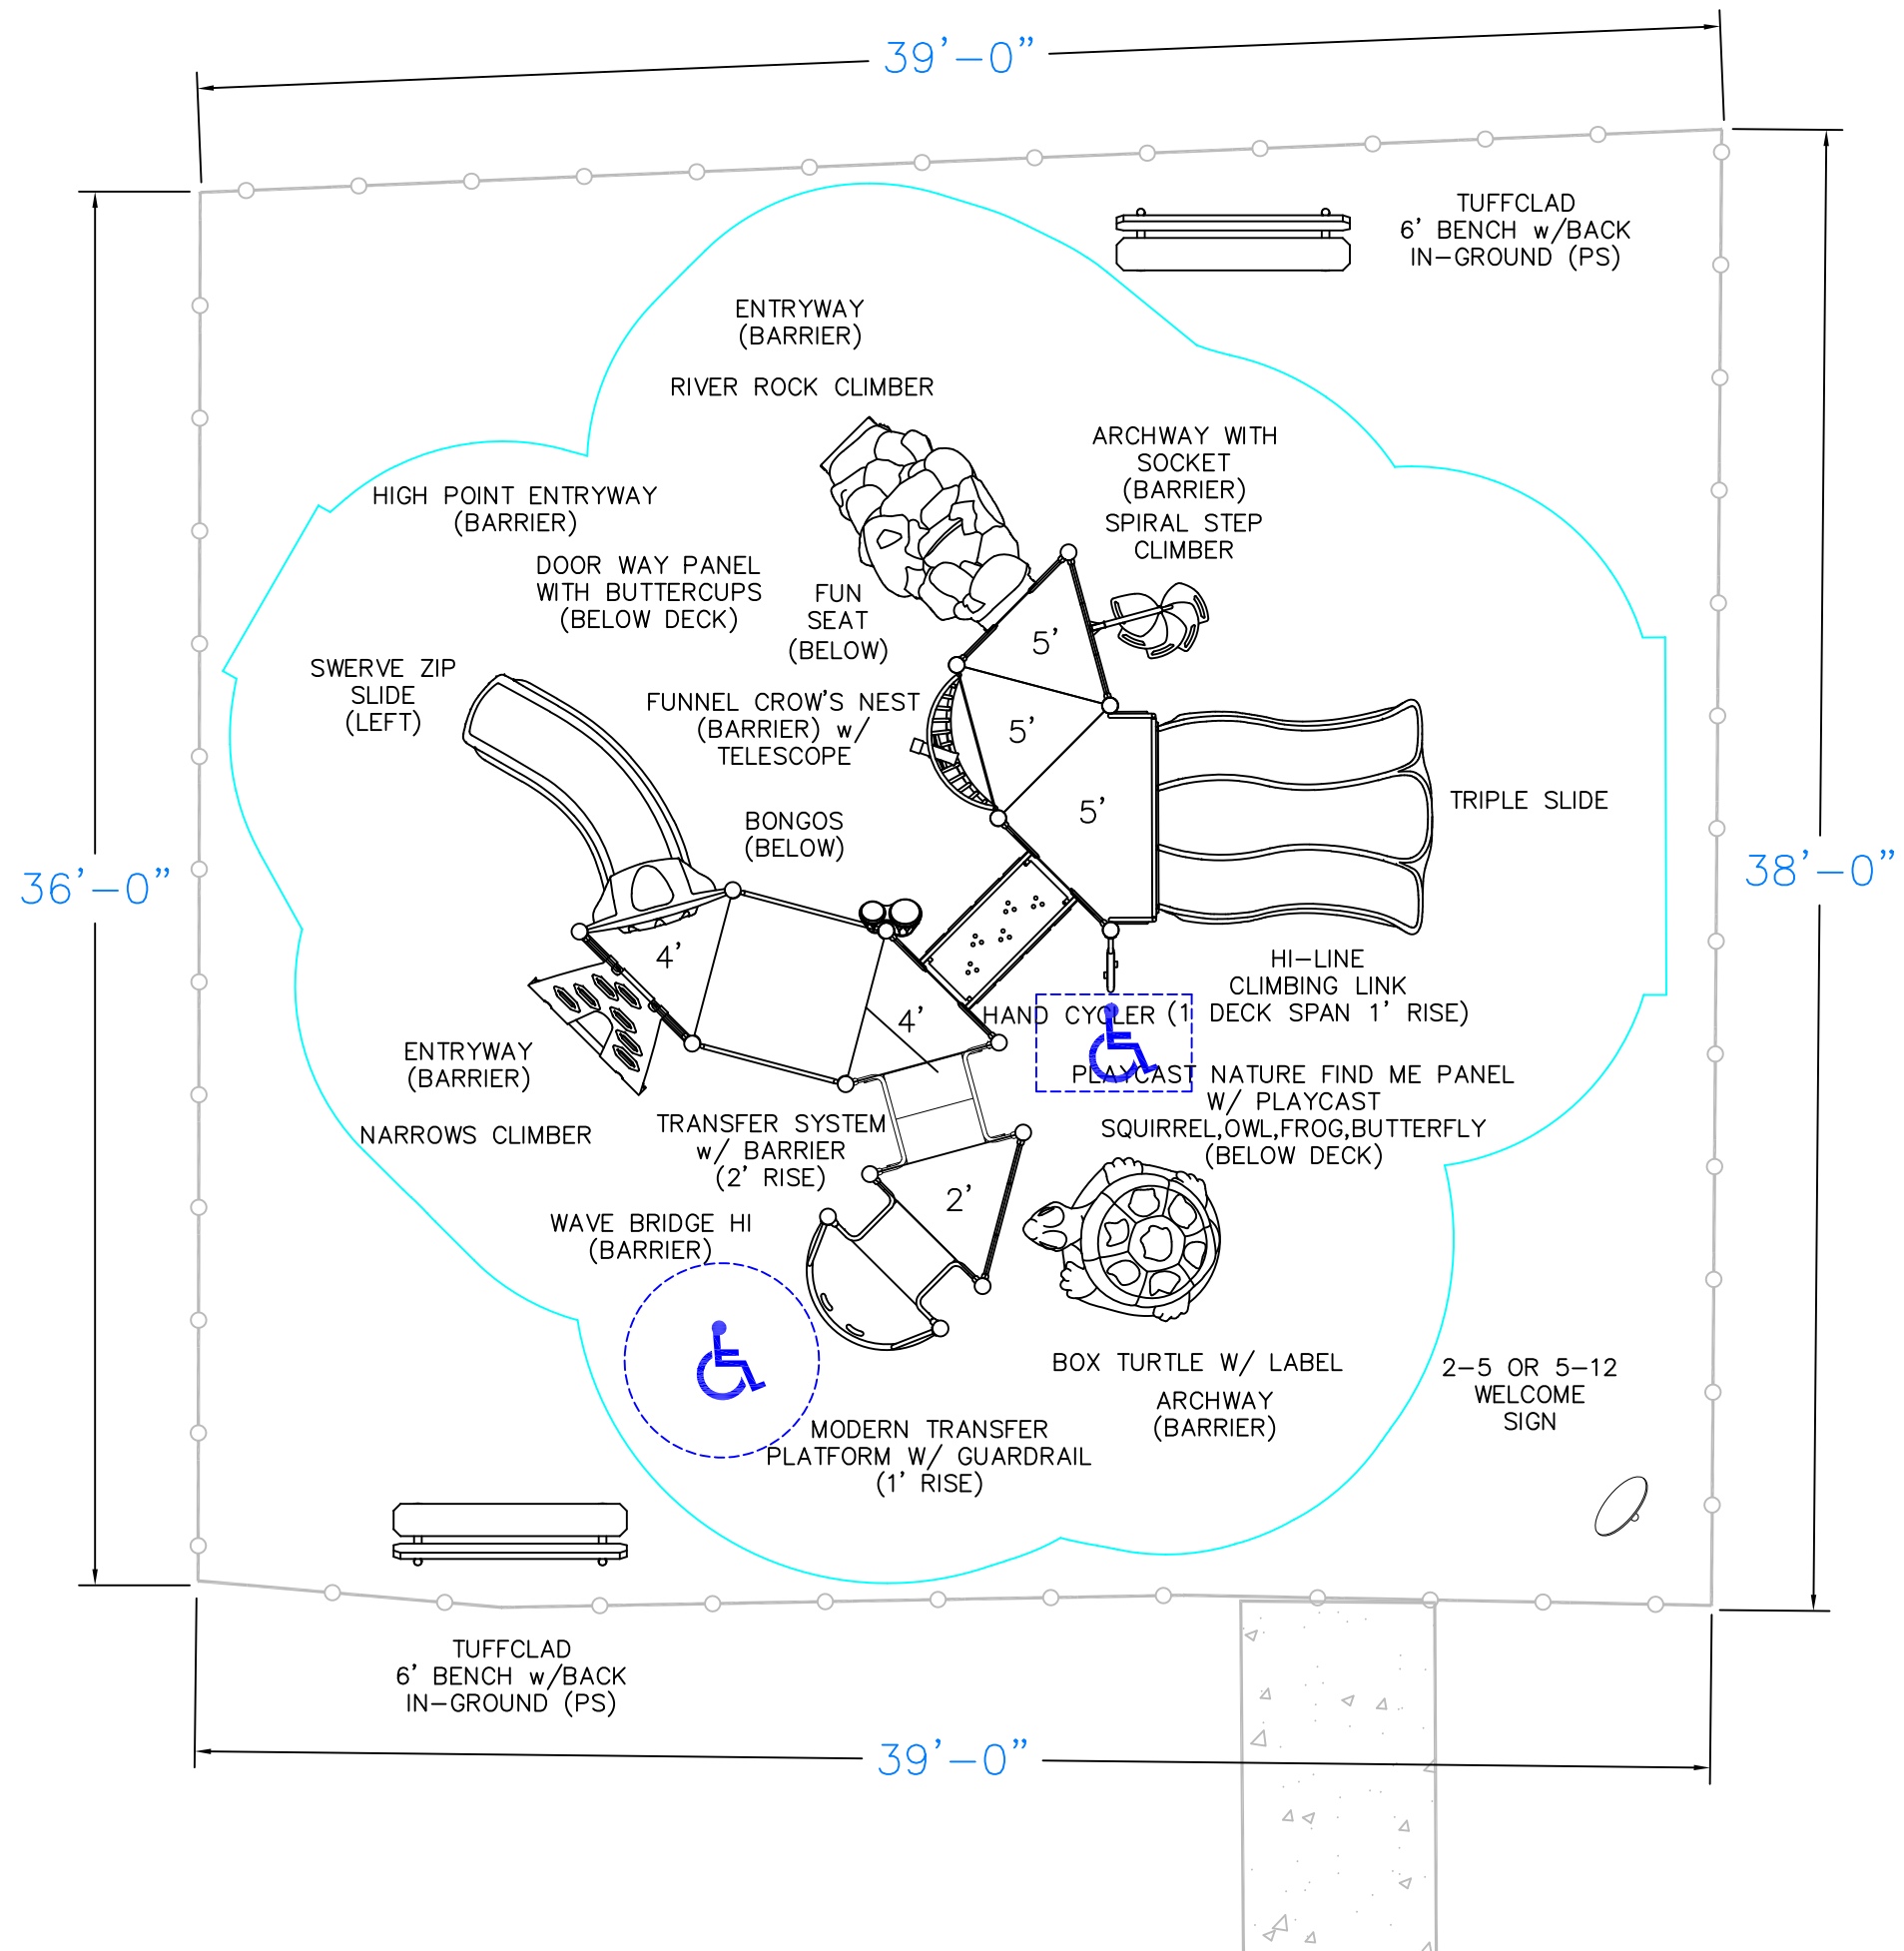 39'-0"
TUFFCLAD
6' BENCH w/BACK
IN-GROUND (PS)
ENTRYWAY
(BARRIER)
RIVER ROCK CLIMBER
ARCHWAY WITH
SOCKET
(BARRIER)
SPIRAL STEP
CLIMBER
HIGH POINT ENTRYWAY
(BARRIER)
DOOR WAY PANEL
WITH BUTTERCUPS
(BELOW DECK)
FUN
SEAT
(BELOW)
5'
SWERVE ZIP
SLIDE
(LEFT)
FUNNEL CROW'S NEST
(BARRIER) w/
TELESCOPE
5'
5'
TRIPLE SLIDE
BONGOS
(BELOW)
36'-0"
38'-0"
4'
HI-LINE
CLIMBING LINK
(1 DECK SPAN 1' RISE)
4'
HAND CYCLER
ENTRYWAY
(BARRIER)
NARROWS CLIMBER
PLAYCAST NATURE FIND ME PANEL
W/ PLAYCAST
SQUIRREL,OWL,FROG,BUTTERFLY
(BELOW DECK)
TRANSFER SYSTEM
w/ BARRIER
(2' RISE)
2'
WAVE BRIDGE HI
(BARRIER)
BOX TURTLE W/ LABEL
ARCHWAY
(BARRIER)
2-5 OR 5-12
WELCOME
SIGN
MODERN TRANSFER
PLATFORM W/ GUARDRAIL
(1' RISE)
TUFFCLAD
6' BENCH w/BACK
IN-GROUND (PS)
39'-0"